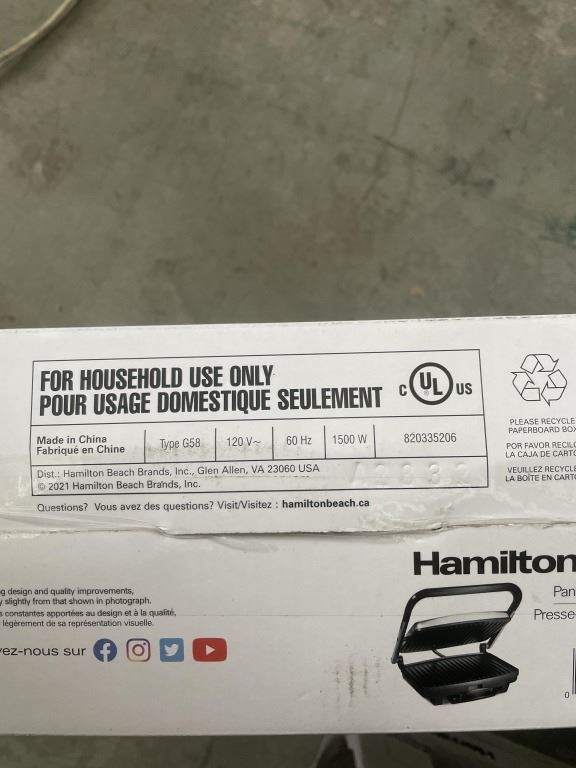 FOR HOUSEHOLD USE ONLY
POUR USAGE DOMESTIQUE SEULEMENT
C UL® US
Made in China
Fabriqué en Chine
Type G58
120 V~
60 Hz
1500 W
820335206
Dist.: Hamilton Beach Brands, Inc., Glen Allen, VA 23060 USA
© 2021 Hamilton Beach Brands, Inc.
Questions? Vous avez des questions? Visit/Visitez : hamiltonbeach.ca
PLEASE RECYCLE
PAPERBOARD BOX
POR FAVOR RECIC
LA CAJA DE CART
VEUILLEZ RECYCLE
LA BOÎTE EN CART
g design and quality improvements,
y slightly from that shown in photograph.
s constantes apportées au design et à la qualité,
légèrement de sa représentation visuelle.
vez-nous sur
Hamilton
Pan
Presse-
0